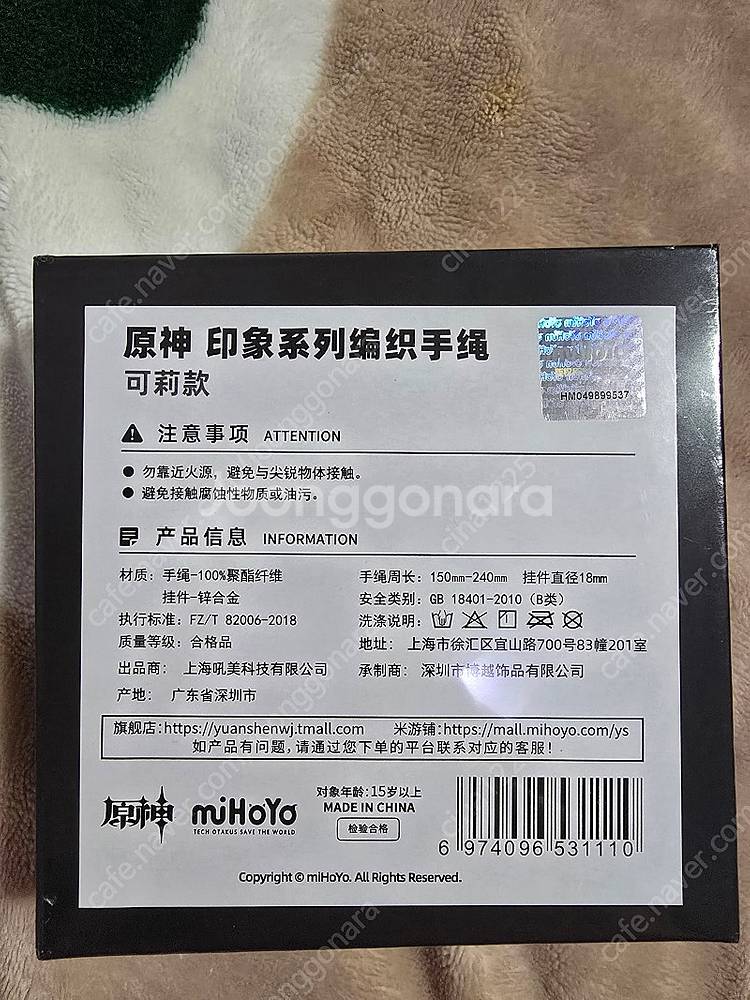 原神 印象系列编织手绳
可莉款
miHoYo
HM049899537
注意事项 ATTENTION
● 勿靠近火源，避免与尖锐物体接触。
● 避免接触腐蚀性物质或油污。
joonggonara
产品信息 INFORMATION
材质：手绳-100%聚酯纤维
挂件-锌合金
执行标准：FZ/T 82006-2018
质量等级：合格品
出品商：上海吼美科技有限公司
产地：广东省深圳市
手绳周长：150mm-240mm 挂件直径18mm
安全类别：GB 18401-2010（B类）
洗涤说明：
地址：上海市徐汇区宜山路700号83幢201室
承制商：深圳市博越饰品有限公司
旗舰店:https://yuanshenwj.tmall.com 米游铺:https://mall.mihoyo.com/ys
如产品有问题,请通过您下单的平台联系对应的客服！
原神 miHoYo
TECH OTAKUS SAVE THE WORLD
对象年龄:15岁以上
MADE IN CHINA
检验合格
6 974096 531110
Copyright © miHoYo. All Rights Reserved.
cafe.naver.com/joonggonara
cina1225